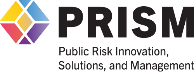 PRISM
Public Risk Innovation,
Solutions, and Management